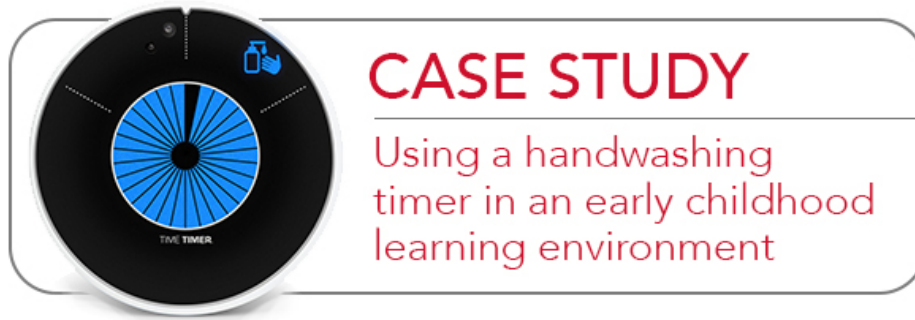 TIME TIMER
CASE STUDY
Using a handwashing
timer in an early childhood
learning environment